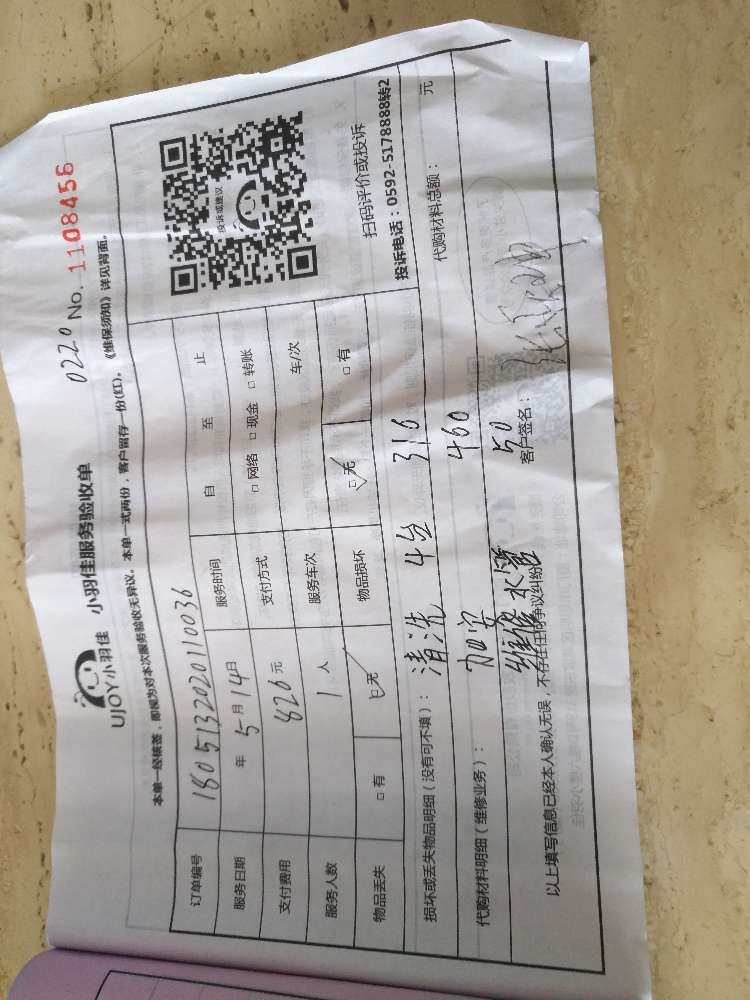 UJOY小羽佳 小羽佳服务验收单
0220 No. 1108456
本单一经核签，即视为对本次服务验收无异议。本单一式两份，客户留存一份(红)。《维保须知》详见背面。
订单编号 1805132020110036
服务日期 年 5 月 14 日 服务时间 自 至 止
支付费用 826 元 支付方式 □ 网络 □ 现金 □ 转账
服务人数 1 人 服务车次 车/次
物品丢失 □ 有 □ 无 物品损坏 □ 无 □ 有
投诉或建议
扫码评价或投诉
投诉电话：0592-5178888转2
损坏或丢失物品明细（没有可不填）： 清洗 4台 316
代购材料明细（维修业务）： 460 代购材料总额： 元
维修水管 50
以上填写信息已经本人确认无误，不存在任何争议纠纷 客户签名：